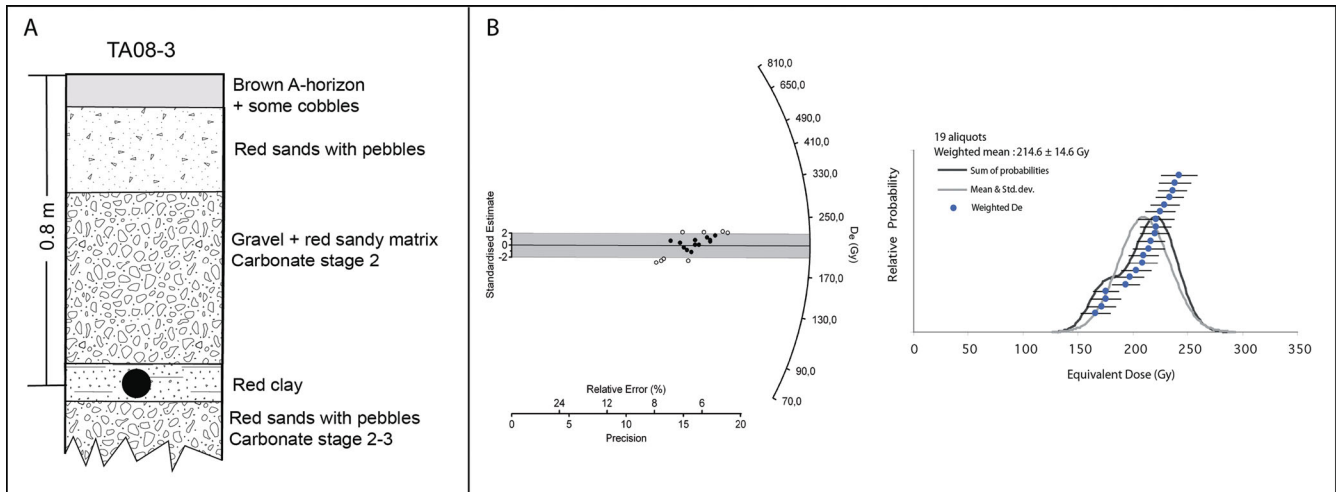 A
TA08-3
0.8 m
Brown A-horizon
+ some cobbles
Red sands with pebbles
Gravel + red sandy matrix
Carbonate stage 2
Red clay
Red sands with pebbles
Carbonate stage 2-3
B
Standardised Estimate
2
0
-2
810,0
650,0
490,0
410,0
330,0
250,0
170,0
130,0
90,0
70,0
De (Gy)
Relative Error (%)
24 12 8 6
0 5 10 15 20
Precision
19 aliquots
Weighted mean : 214.6 ± 14.6 Gy
Sum of probabilities
Mean & Std. dev.
Weighted De
Relative Probability
0 50 100 150 200 250 300 350
Equivalent Dose (Gy)